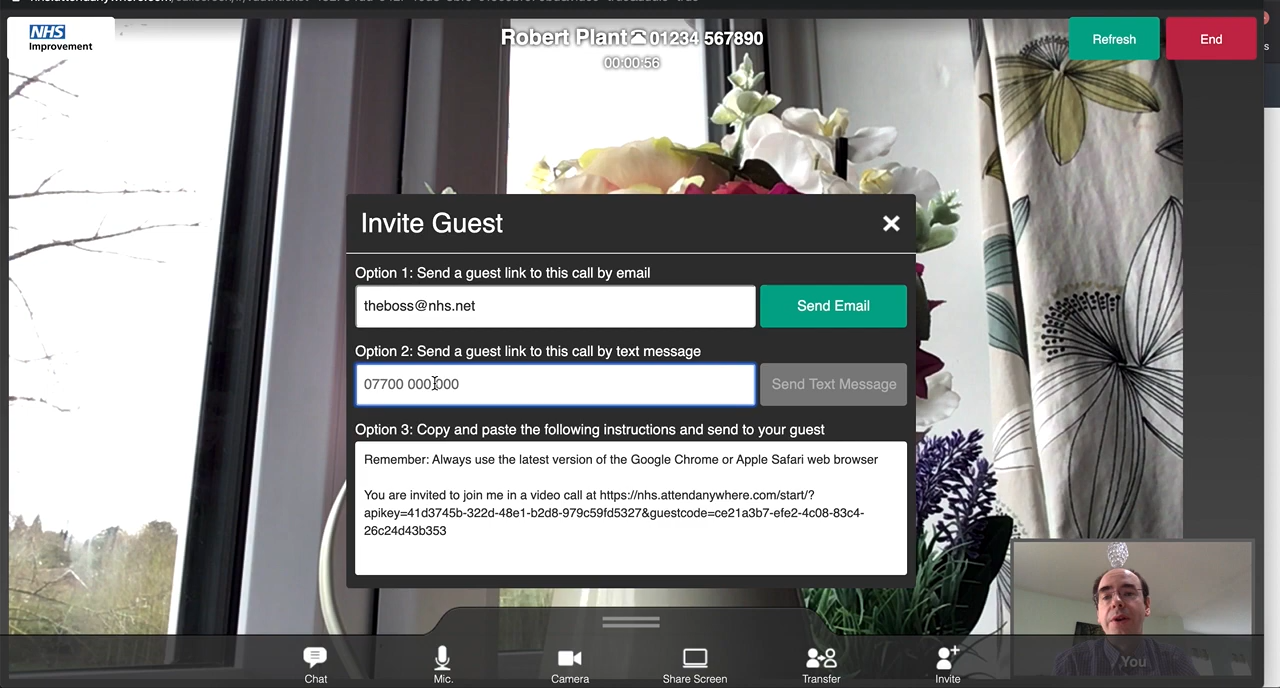 NHS
Improvement
Robert Plant ☎ 01234 567890
00:00:56
Refresh
End
Invite Guest
Option 1: Send a guest link to this call by email
theboss@nhs.net
Send Email
Option 2: Send a guest link to this call by text message
07700 000000
Send Text Message
Option 3: Copy and paste the following instructions and send to your guest
Remember: Always use the latest version of the Google Chrome or Apple Safari web browser
You are invited to join me in a video call at https://nhs.attendanywhere.com/start/?
apikey=41d3745b-322d-48e1-b2d8-979c59fd5327&guestcode=ce21a3b7-efe2-4c08-83c4-
26c24d43b353
You
Chat
Mic.
Camera
Share Screen
Transfer
Invite